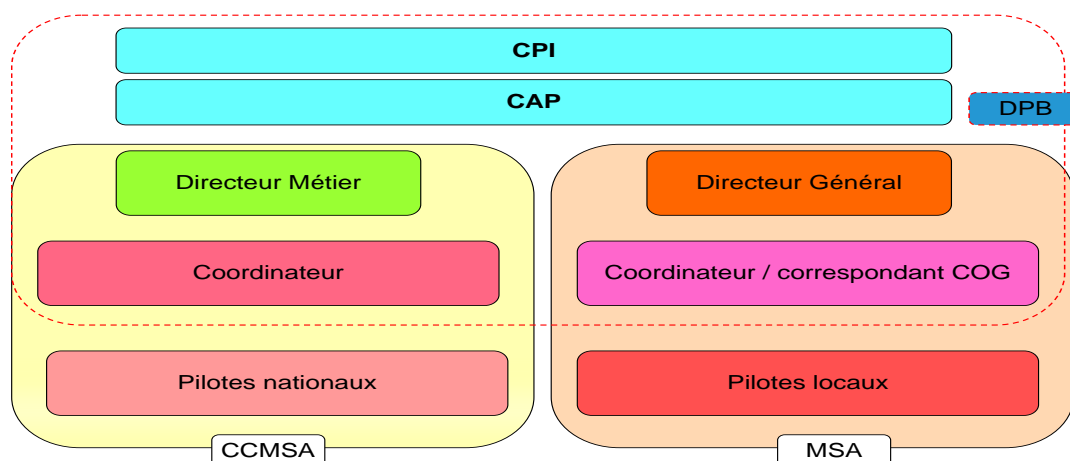 CPI
CAP
DPB
Directeur Métier
Directeur Général
Coordinateur
Coordinateur / correspondant COG
Pilotes nationaux
Pilotes locaux
CCMSA
MSA